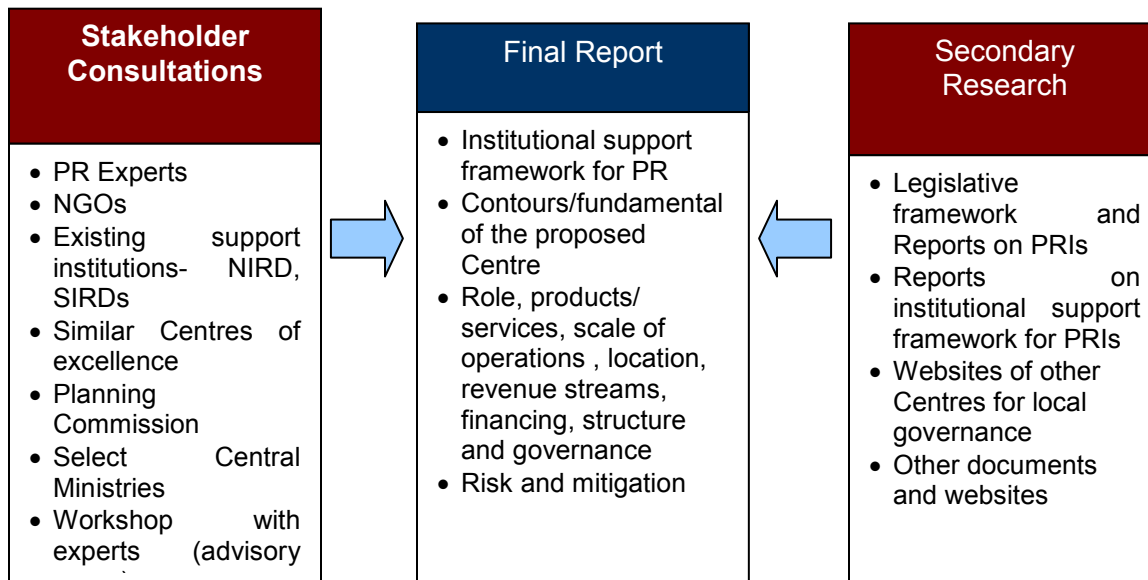 Stakeholder
Consultations
• PR Experts
• NGOs
• Existing support
institutions- NIRD,
SIRDs
• Similar Centres of
excellence
• Planning
Commission
• Select Central
Ministries
• Workshop with
experts (advisory
Final Report
• Institutional support
framework for PR
• Contours/fundamental
of the proposed
Centre
• Role, products/
services, scale of
operations , location,
revenue streams,
financing, structure
and governance
• Risk and mitigation
Secondary
Research
• Legislative
framework and
Reports on PRIs
• Reports on
institutional support
framework for PRIs
• Websites of other
Centres for local
governance
• Other documents
and websites